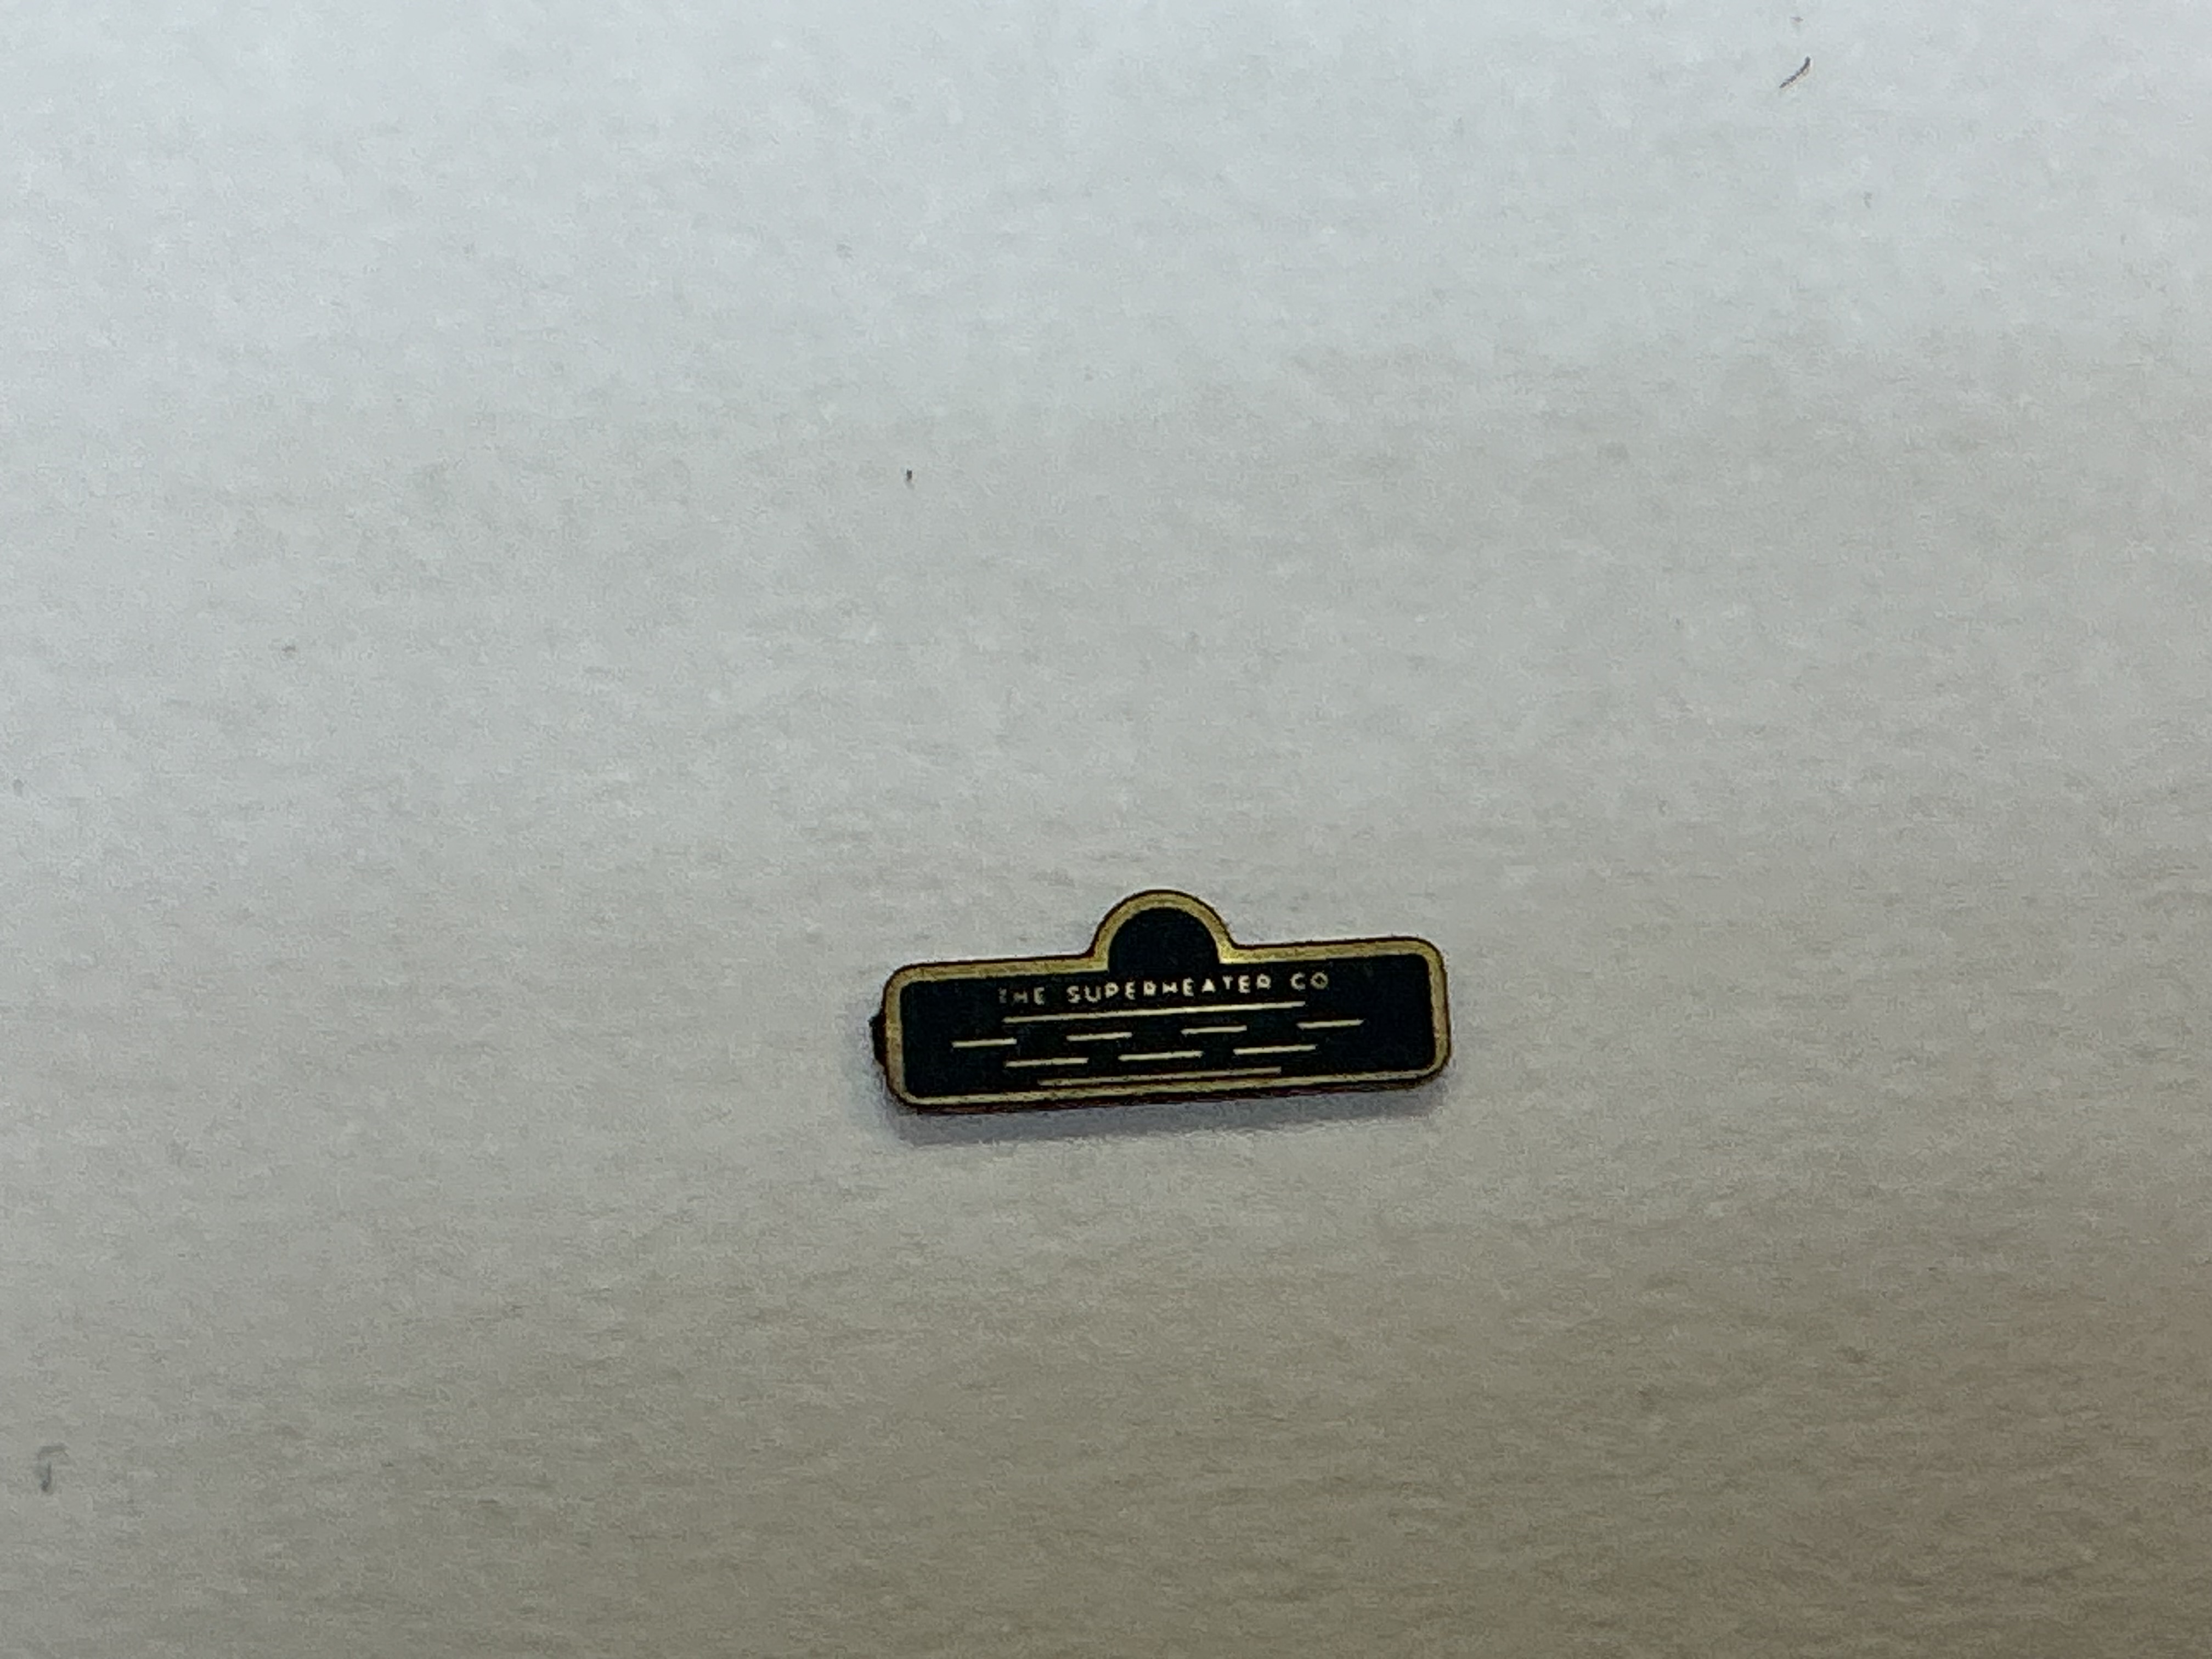 THE SUPERHEATER CO